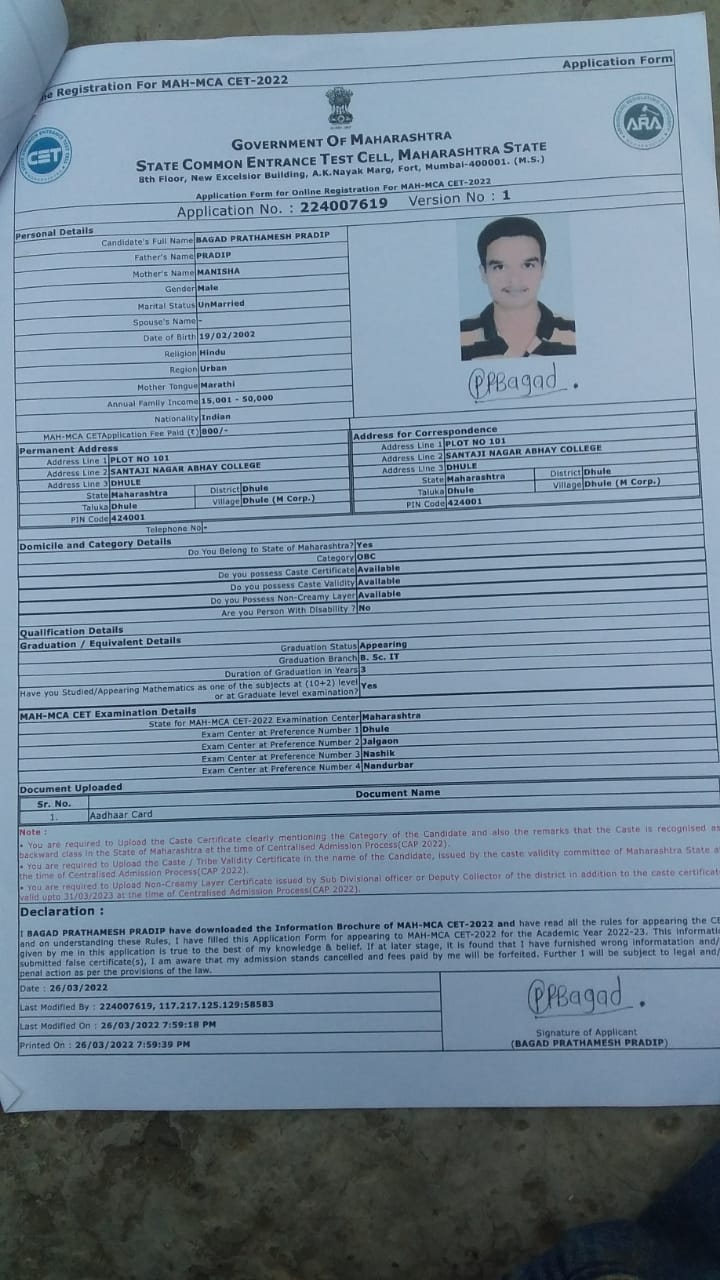 ne Registration For MAH-MCA CET-2022
Application Form
CET
ARA
GOVERNMENT OF MAHARASHTRA
STATE COMMON ENTRANCE TEST CELL, MAHARASHTRA STATE
8th Floor, New Excelsior Building, A.K.Nayak Marg, Fort, Mumbai-400001. (M.S.)
Application Form for Online Registration For MAH-MCA CET-2022
Application No. : 224007619 Version No : 1
Personal Details
Candidate's Full Name BAGAD PRATHAMESH PRADIP
Father's Name PRADIP
Mother's Name MANISHA
Gender Male
Marital Status UnMarried
Spouse's Name -
Date of Birth 19/02/2002
Religion Hindu
Region Urban
Mother Tongue Marathi
Annual Family Income 15,001 - 50,000
Nationality Indian
MAH-MCA CETApplication Fee Paid (₹) 800/-
PPBagad.
Permanent Address
Address Line 1 PLOT NO 101
Address Line 2 SANTAJI NAGAR ABHAY COLLEGE
Address Line 3 DHULE
State Maharashtra District Dhule
Taluka Dhule Village Dhule (M Corp.)
PIN Code 424001
Address for Correspondence
Address Line 1 PLOT NO 101
Address Line 2 SANTAJI NAGAR ABHAY COLLEGE
Address Line 3 DHULE
State Maharashtra District Dhule
Taluka Dhule Village Dhule (M Corp.)
PIN Code 424001
Telephone No -
Domicile and Category Details
Do You Belong to State of Maharashtra? Yes
Category OBC
Do you possess Caste Certificate Available
Do you possess Caste Validity Available
Do you Possess Non-Creamy Layer Available
Are you Person With Disability ? No
Qualification Details
Graduation / Equivalent Details
Graduation Status Appearing
Graduation Branch B. Sc. IT
Duration of Graduation in Years 3
Have you Studied/Appearing Mathematics as one of the subjects at (10+2) level
or at Graduate level examination? Yes
MAH-MCA CET Examination Details
State for MAH-MCA CET-2022 Examination Center Maharashtra
Exam Center at Preference Number 1 Dhule
Exam Center at Preference Number 2 Jalgaon
Exam Center at Preference Number 3 Nashik
Exam Center at Preference Number 4 Nandurbar
Document Uploaded
Sr. No. Document Name
1. Aadhaar Card
Note :
• You are required to Upload the Caste Certificate clearly mentioning the Category of the Candidate and also the remarks that the Caste is recognised as
backward class in the State of Maharashtra at the time of Centralised Admission Process(CAP 2022).
• You are required to Upload the Caste / Tribe Validity Certificate in the name of the Candidate, issued by the caste validity committee of Maharashtra State a
the time of Centralised Admission Process(CAP 2022).
• You are required to Upload Non-Creamy Layer Certificate issued by Sub Divisional officer or Deputy Collector of the district in addition to the caste certificat
valid upto 31/03/2023 at the time of Centralised Admission Process(CAP 2022).
Declaration :
I BAGAD PRATHAMESH PRADIP have downloaded the Information Brochure of MAH-MCA CET-2022 and have read all the rules for appearing the CE
and on understanding these Rules, I have filled this Application Form for appearing to MAH-MCA CET-2022 for the Academic Year 2022-23. This informati
given by me in this application is true to the best of my knowledge & belief. If at later stage, it is found that I have furnished wrong informatation and/
submitted false certificate(s), I am aware that my admission stands cancelled and fees paid by me will be forfeited. Further I will be subject to legal and/
penal action as per the provisions of the law.
Date : 26/03/2022
Last Modified By : 224007619, 117.217.125.129:58583
Last Modified On : 26/03/2022 7:59:18 PM
Printed On : 26/03/2022 7:59:39 PM
PPBagad.
Signature of Applicant
(BAGAD PRATHAMESH PRADIP)